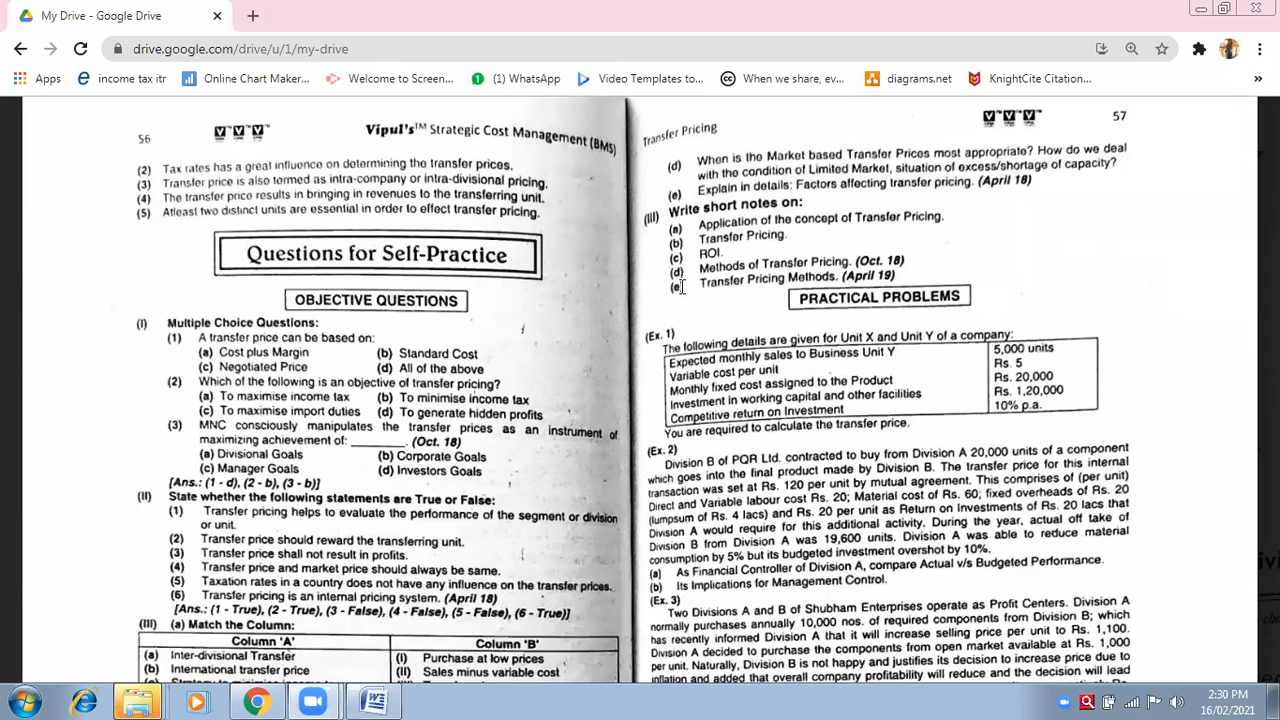 My Drive - Google Drive
drive.google.com/drive/u/1/my-drive
Apps income tax itr Online Chart Maker... Welcome to Screen... (1) WhatsApp Video Templates to... When we share, ev... diagrams.net KnightCite Citation... »
56 Vipul's™ Strategic Cost Management (BMS)
(2) Tax rates has a great influence on determining the transfer prices.
(3) Transfer price is also termed as intra-company or intra-divisional pricing.
(4) The transfer price results in bringing in revenues to the transferring unit.
(5) Atleast two distinct units are essential in order to effect transfer pricing.
Questions for Self-Practice
OBJECTIVE QUESTIONS
(I) Multiple Choice Questions:
(1) A transfer price can be based on:
(a) Cost plus Margin (b) Standard Cost
(c) Negotiated Price (d) All of the above
(2) Which of the following is an objective of transfer pricing?
(a) To maximise income tax (b) To minimise income tax
(c) To maximise import duties (d) To generate hidden profits
(3) MNC consciously manipulates the transfer prices as an instrument of
maximizing achievement of: ________ (Oct. 18)
(a) Divisional Goals (b) Corporate Goals
(c) Manager Goals (d) Investors Goals
[Ans.: (1 - d), (2 - b), (3 - b)]
(II) State whether the following statements are True or False:
(1) Transfer pricing helps to evaluate the performance of the segment or division
or unit.
(2) Transfer price should reward the transferring unit.
(3) Transfer price shall not result in profits.
(4) Transfer price and market price should always be same.
(5) Taxation rates in a country does not have any influence on the transfer prices.
(6) Transfer pricing is an internal pricing system. (April 18)
[Ans.: (1 - True), (2 - True), (3 - False), (4 - False), (5 - False), (6 - True)]
(III) (a) Match the Column:
Column 'A' Column 'B'
(a) Inter-divisional Transfer (i) Purchase at low prices
(b) International transfer price (ii) Sales minus variable cost
Transfer Pricing 57
(d) When is the Market based Transfer Prices most appropriate? How do we deal
with the condition of Limited Market, situation of excess/shortage of capacity?
(e) Explain in details: Factors affecting transfer pricing. (April 18)
(III) Write short notes on:
(a) Application of the concept of Transfer Pricing.
(b) Transfer Pricing.
(c) ROI.
(d) Methods of Transfer Pricing. (Oct. 18)
(e) Transfer Pricing Methods. (April 19)
PRACTICAL PROBLEMS
(Ex. 1)
The following details are given for Unit X and Unit Y of a company:
Expected monthly sales to Business Unit Y 5,000 units
Variable cost per unit Rs. 5
Monthly fixed cost assigned to the Product Rs. 20,000
Investment in working capital and other facilities Rs. 1,20,000
Competitive return on Investment 10% p.a.
You are required to calculate the transfer price.
(Ex. 2)
Division B of PQR Ltd. contracted to buy from Division A 20,000 units of a component
which goes into the final product made by Division B. The transfer price for this internal
transaction was set at Rs. 120 per unit by mutual agreement. This comprises of (per unit)
Direct and Variable labour cost Rs. 20; Material cost of Rs. 60; fixed overheads of Rs. 20
(lumpsum of Rs. 4 lacs) and Rs. 20 per unit as Return on Investments of Rs. 20 lacs that
Division A would require for this additional activity. During the year, actual off take of
Division B from Division A was 19,600 units. Division A was able to reduce material
consumption by 5% but its budgeted investment overshot by 10%.
(a) As Financial Controller of Division A, compare Actual v/s Budgeted Performance.
(b) Its Implications for Management Control.
(Ex. 3)
Two Divisions A and B of Shubham Enterprises operate as Profit Centers. Division A
normally purchases annually 10,000 nos. of required components from Division B; which
has recently informed Division A that it will increase selling price per unit to Rs. 1,100.
Division A decided to purchase the components from open market available at Rs. 1,000
per unit. Naturally, Division B is not happy and justifies its decision to increase price due to
inflation and added that overall company profitability will reduce and the decision will lead
2:30 PM
16/02/2021